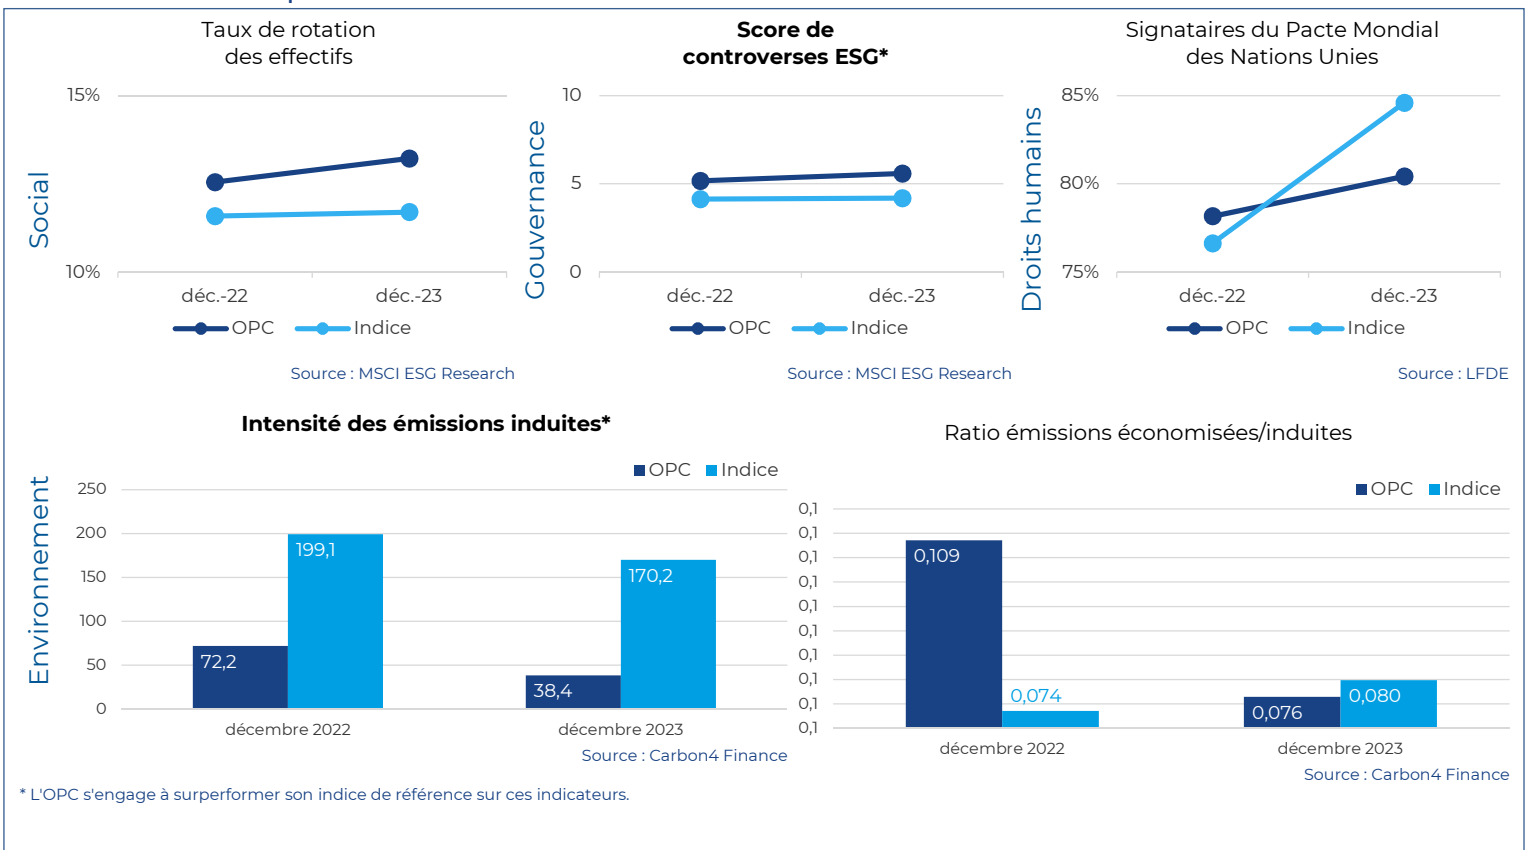 Taux de rotation
des effectifs
15%
10%
Social
déc.-22
déc.-23
OPC
Indice
Source : MSCI ESG Research
Score de
controverses ESG*
10
5
0
Gouvernance
déc.-22
déc.-23
OPC
Indice
Source : MSCI ESG Research
Signataires du Pacte Mondial
des Nations Unies
85%
80%
75%
Droits humains
déc.-22
déc.-23
OPC
Indice
Source : LFDE
Intensité des émissions induites*
OPC
Indice
Environnement
250
200
150
100
50
0
199,1
170,2
72,2
38,4
décembre 2022
décembre 2023
Source : Carbon4 Finance
Ratio émissions économisées/induites
OPC
Indice
0,1
0,1
0,1
0,1
0,1
0,1
0,1
0,1
0,1
0,1
0,109
0,074
0,076
0,080
décembre 2022
décembre 2023
Source : Carbon4 Finance
* L'OPC s'engage à surperformer son indice de référence sur ces indicateurs.